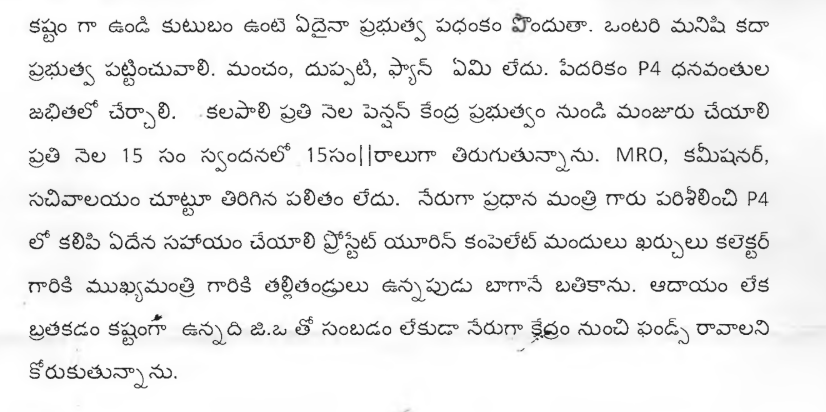 కష్టం గా ఉండి కుటుబం ఉంటె ఏదైనా ప్రభుత్వ పధంకం పొందుతా. ఒంటరి మనిషి కదా
ప్రభుత్వ పట్టించువాలి. మంచం, దుప్పటి, ఫ్యాన్ ఏమి లేదు. పేదరికం P4 ధనవంతుల
జభితలో చేర్చాలి. కలపాలి ప్రతి నెల పెన్షన్ కేంద్ర ప్రభుత్వం నుండి మంజూరు చేయాలి
ప్రతి నెల 15 సం స్వందనలో 15సం||రాలుగా తిరుగుతున్నాను. MRO, కమీషనర్,
సచివాలయం చూట్టూ తిరిగిన పలితం లేదు. నేరుగా ప్రధాన మంత్రి గారు పరిశీలించి P4
లో కలిపి ఏదేన సహాయం చేయాలి ప్రోస్టేట్ యూరిన్ కంపెలేట్ మందులు ఖర్చులు కలెక్టర్
గారికి ముఖ్యమంత్రి గారికి తల్లితండ్రులు ఉన్నపుడు బాగానే బతికాను. ఆదాయం లేక
బ్రతకడం కష్టంగా ఉన్నది జి.ఒ తో సంబడం లేకుడా నేరుగా క్రేద్రం నుంచి ఫండ్స్ రావాలని
కోరుకుతున్నాను.